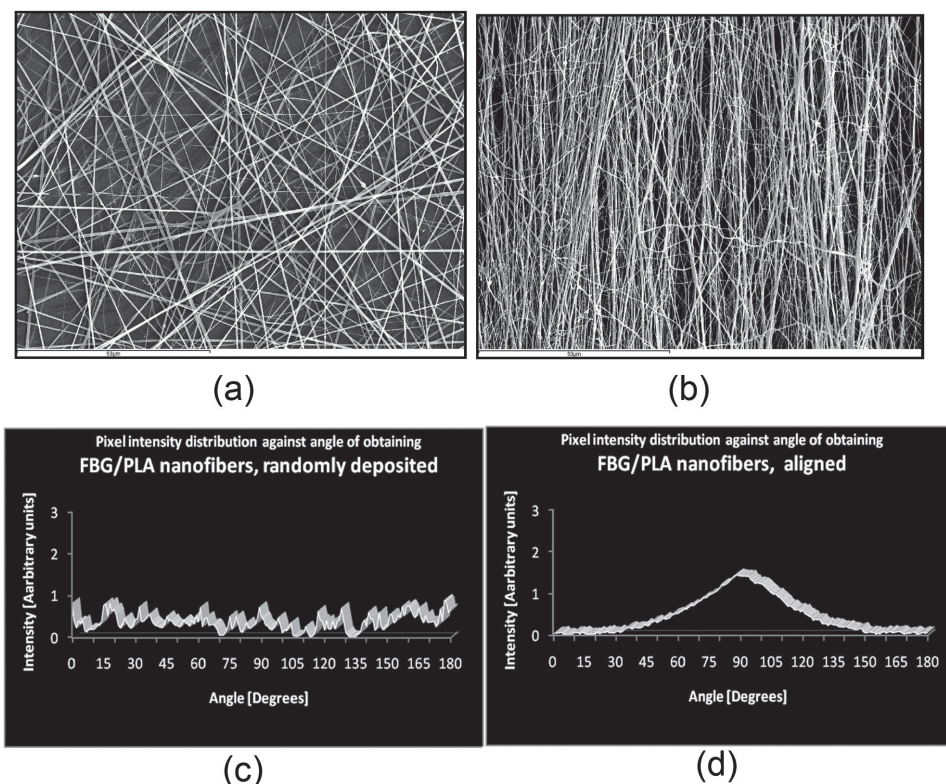 60µm
50µm
(a)
(b)
Pixel intensity distribution against angle of obtaining
FBG/PLA nanofibers, randomly deposited
Intensity [Aarbitrary units]
3
2
1
0
0 15 30 45 60 75 90 105 120 135 150 165 180
Angle [Degrees]
(c)
Pixel intensity distribution against angle of obtaining
FBG/PLA nanofibers, aligned
Intensity [Aarbitrary units]
3
2
1
0
0 15 30 45 60 75 90 105 120 135 150 165 180
Angle [Degrees]
(d)